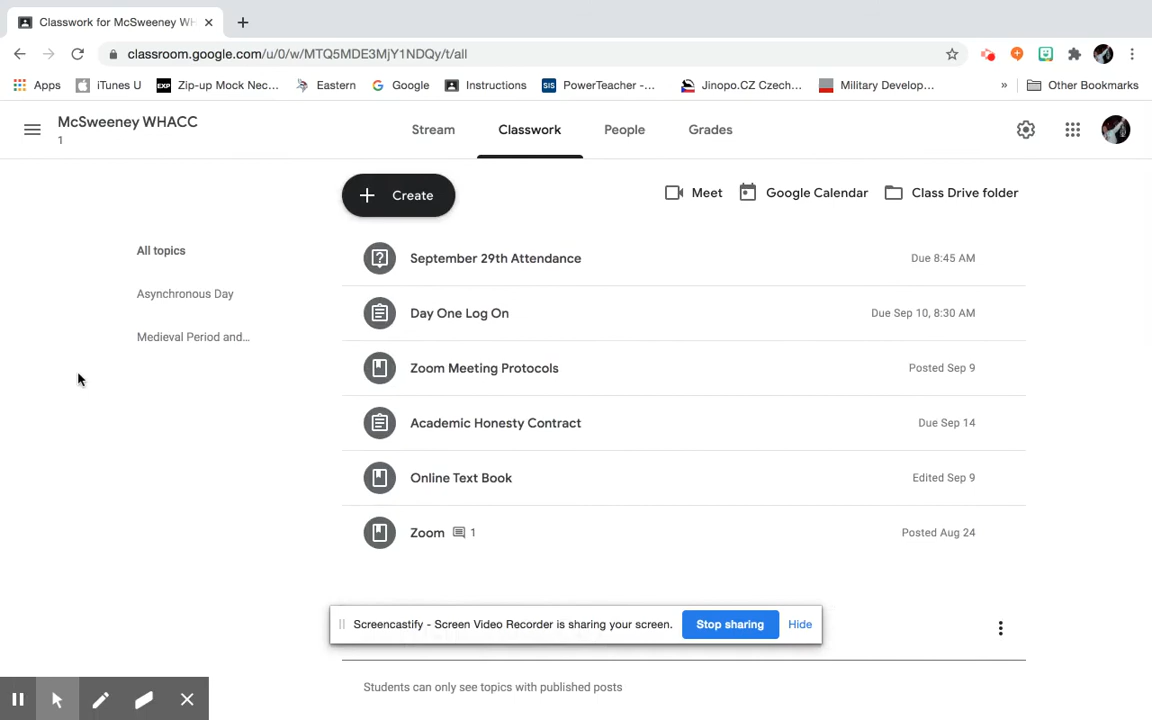 Classwork for McSweeney WH
classroom.google.com/u/0/w/MTQ5MDE3MjY1NDQy/t/all
Apps iTunes U EXP Zip-up Mock Nec... Eastern Google Instructions SIS PowerTeacher -... Jinopo.CZ Czech... Military Develop... » Other Bookmarks
McSweeney WHACC
1
Stream Classwork People Grades
Create
Meet Google Calendar Class Drive folder
All topics
Asynchronous Day
Medieval Period and...
September 29th Attendance Due 8:45 AM
Day One Log On Due Sep 10, 8:30 AM
Zoom Meeting Protocols Posted Sep 9
Academic Honesty Contract Due Sep 14
Online Text Book Edited Sep 9
Zoom 1 Posted Aug 24
Screencastify - Screen Video Recorder is sharing your screen. Stop sharing Hide
Students can only see topics with published posts